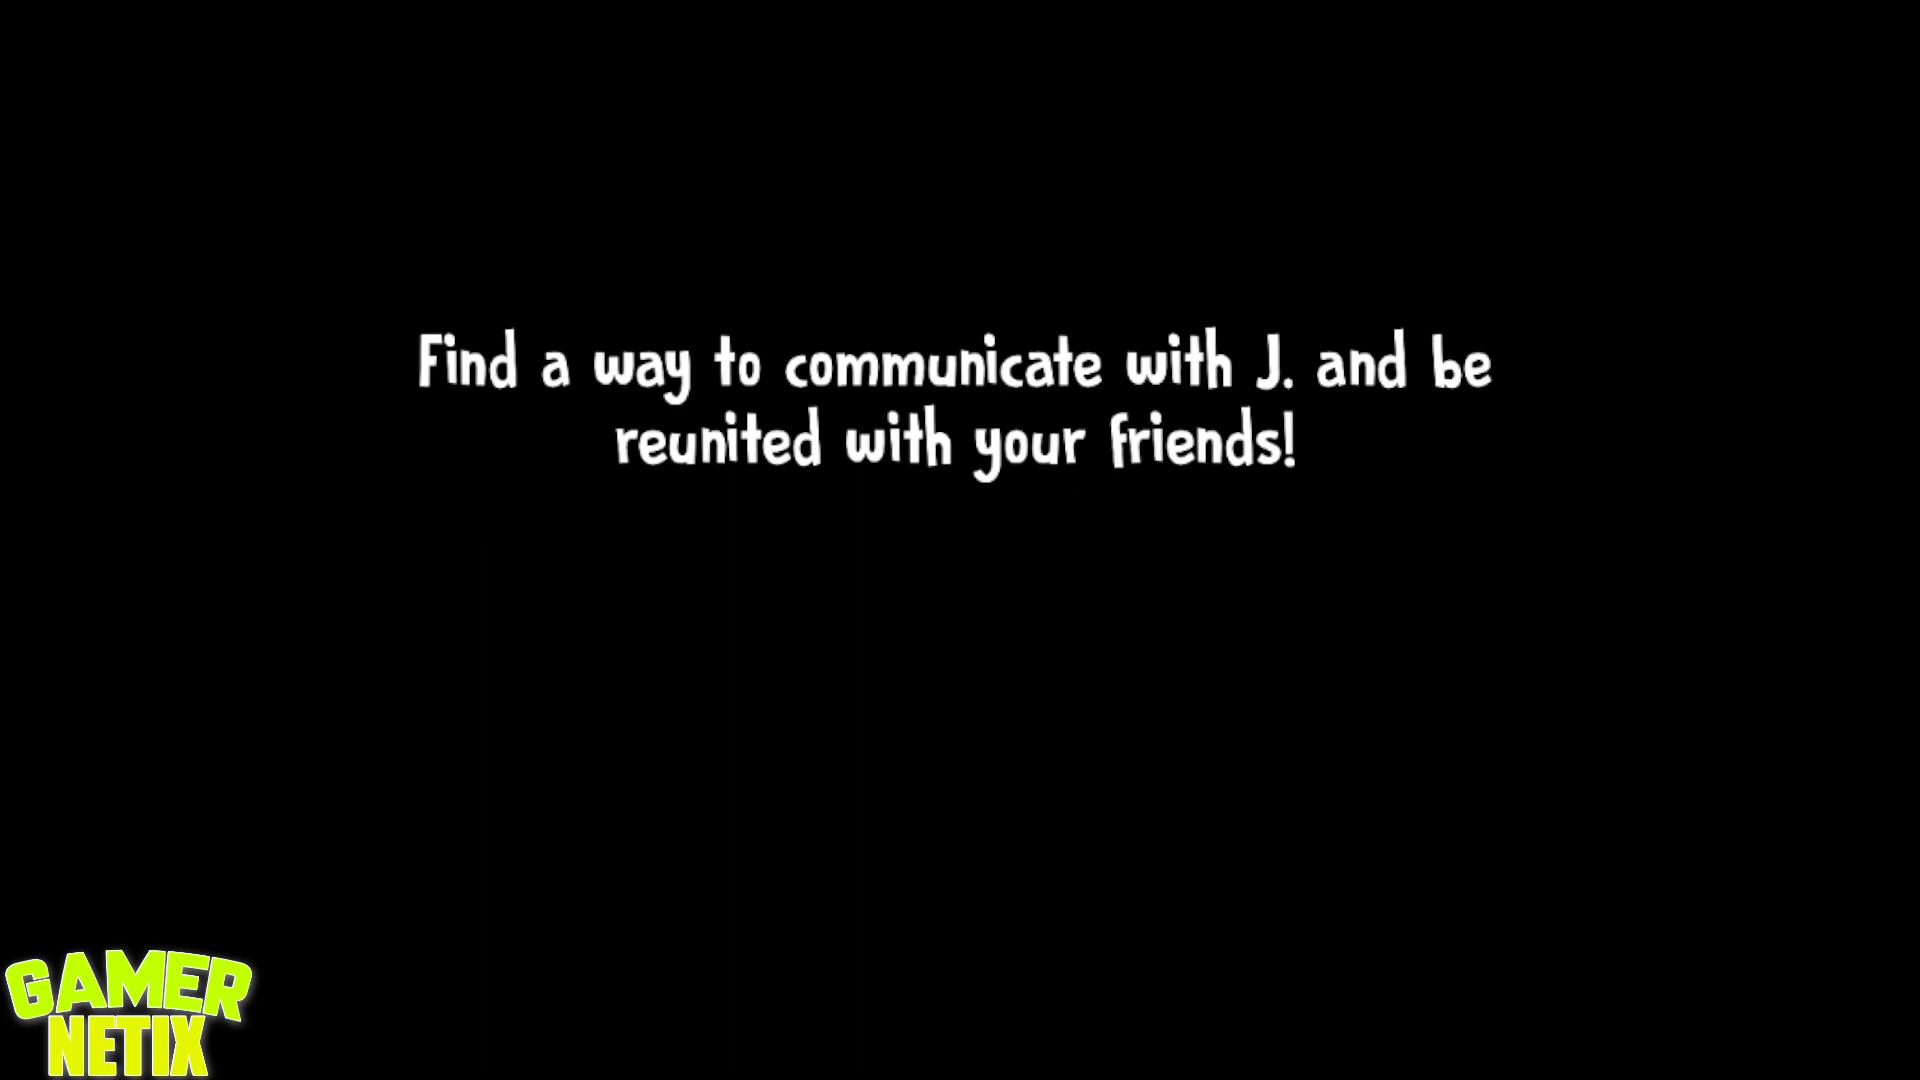 Find a way to communicate with J. and be
reunited with your friends!
GAMER
NETIX